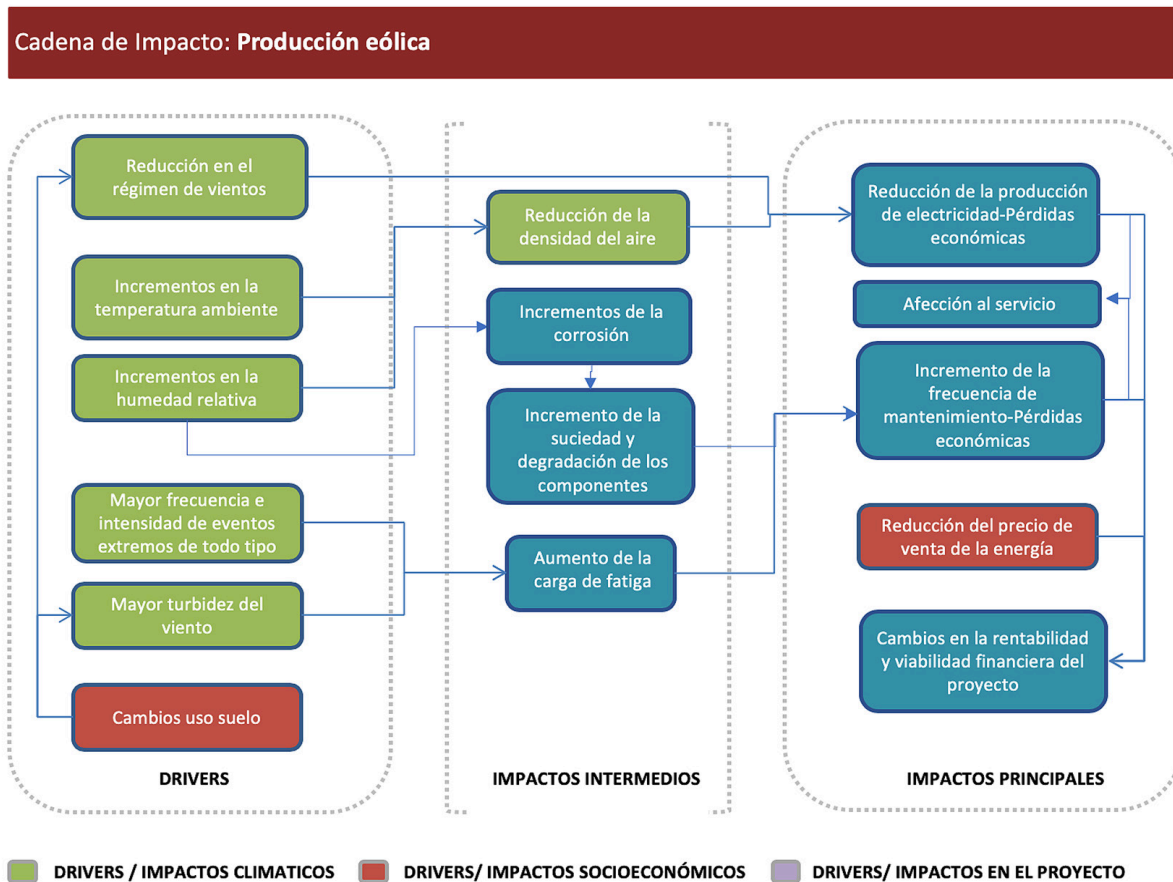 Cadena de Impacto: Producción eólica
Reducción en el
régimen de vientos
Incrementos en la
temperatura ambiente
Incrementos en la
humedad relativa
Mayor frecuencia e
intensidad de eventos
extremos de todo tipo
Mayor turbidez del
viento
Cambios uso suelo
DRIVERS
Reducción de la
densidad del aire
Incrementos de la
corrosión
Incremento de la
suciedad y
degradación de los
componentes
Aumento de la
carga de fatiga
IMPACTOS INTERMEDIOS
Reducción de la producción
de electricidad-Pérdidas
económicas
Afección al servicio
Incremento de la
frecuencia de
mantenimiento-Pérdidas
económicas
Reducción del precio de
venta de la energía
Cambios en la rentabilidad
y viabilidad financiera del
proyecto
IMPACTOS PRINCIPALES
DRIVERS / IMPACTOS CLIMATICOS
DRIVERS/ IMPACTOS SOCIOECONÓMICOS
DRIVERS/ IMPACTOS EN EL PROYECTO